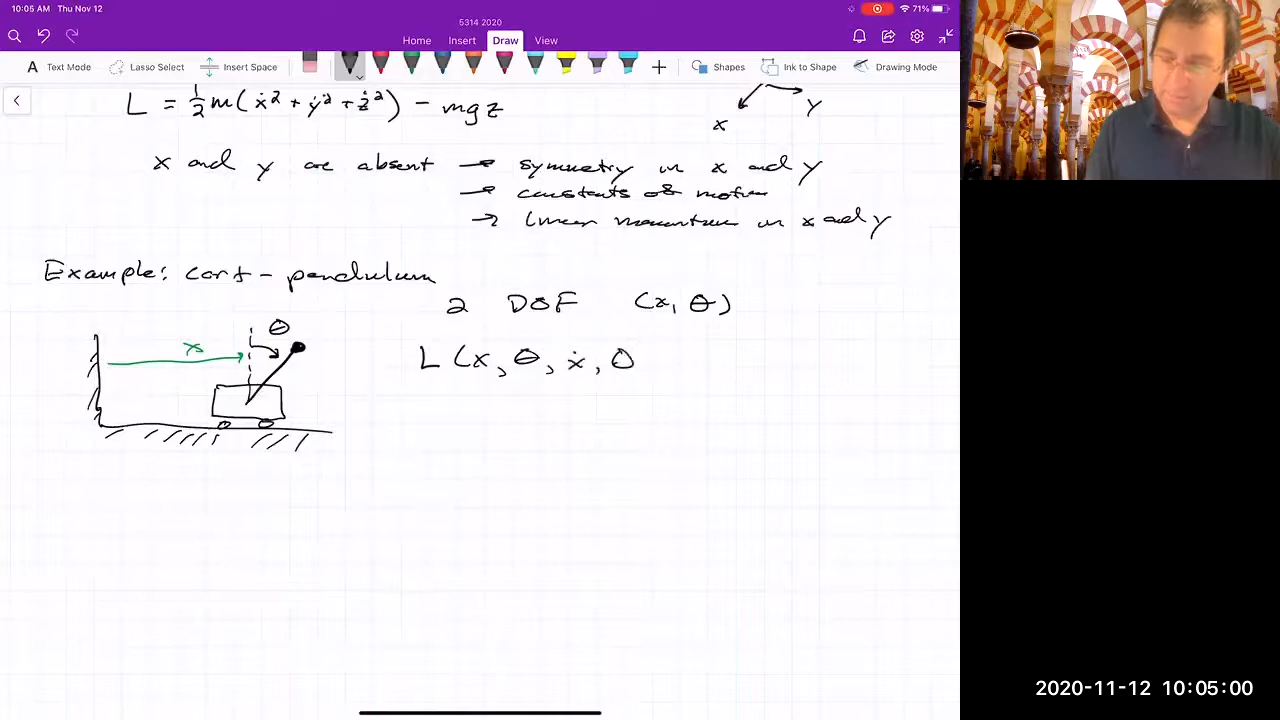 10:05 AM Thu Nov 12
71%
5314 2020
Home Insert Draw View
Text Mode Lasso Select Insert Space Shapes Ink to Shape Drawing Mode
L = 1/2 m(ẋ² + ẏ² + ż²) - mgz
x y
x and y are absent → symmetry in x and y
→ constants of motion
→ linear momentum in x and y
Example: cart-pendulum
2 DOF (x, θ)
θ
x
L (x, θ, ẋ, O
2020-11-12 10:05:00